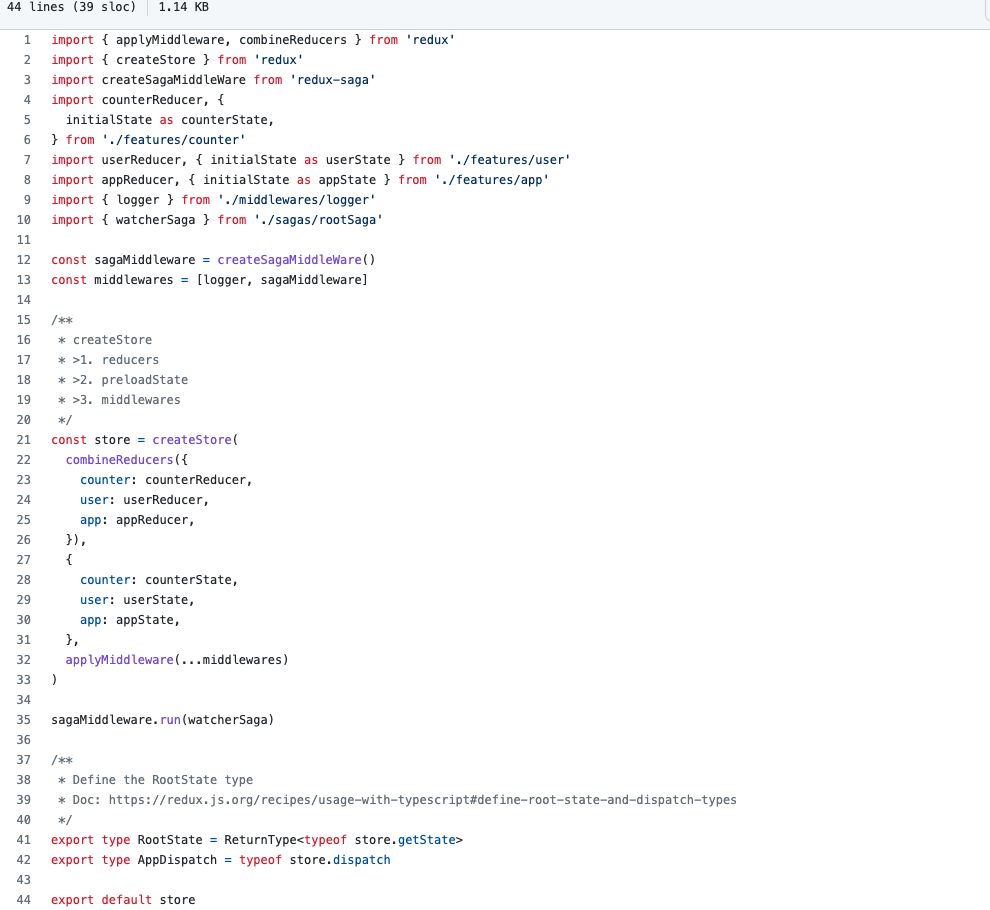 44 lines (39 sloc) 1.14 KB
1 import { applyMiddleware, combineReducers } from 'redux'
2 import { createStore } from 'redux'
3 import createSagaMiddleWare from 'redux-saga'
4 import counterReducer, {
5   initialState as counterState,
6 } from './features/counter'
7 import userReducer, { initialState as userState } from './features/user'
8 import appReducer, { initialState as appState } from './features/app'
9 import { logger } from './middlewares/logger'
10 import { watcherSaga } from './sagas/rootSaga'
11
12 const sagaMiddleware = createSagaMiddleWare()
13 const middlewares = [logger, sagaMiddleware]
14
15 /**
16  * createStore
17  * >1. reducers
18  * >2. preloadState
19  * >3. middlewares
20  */
21 const store = createStore(
22   combineReducers({
23     counter: counterReducer,
24     user: userReducer,
25     app: appReducer,
26   }),
27   {
28     counter: counterState,
29     user: userState,
30     app: appState,
31   },
32   applyMiddleware(...middlewares)
33 )
34
35 sagaMiddleware.run(watcherSaga)
36
37 /**
38  * Define the RootState type
39  * Doc: https://redux.js.org/recipes/usage-with-typescript#define-root-state-and-dispatch-types
40  */
41 export type RootState = ReturnType<typeof store.getState>
42 export type AppDispatch = typeof store.dispatch
43
44 export default store